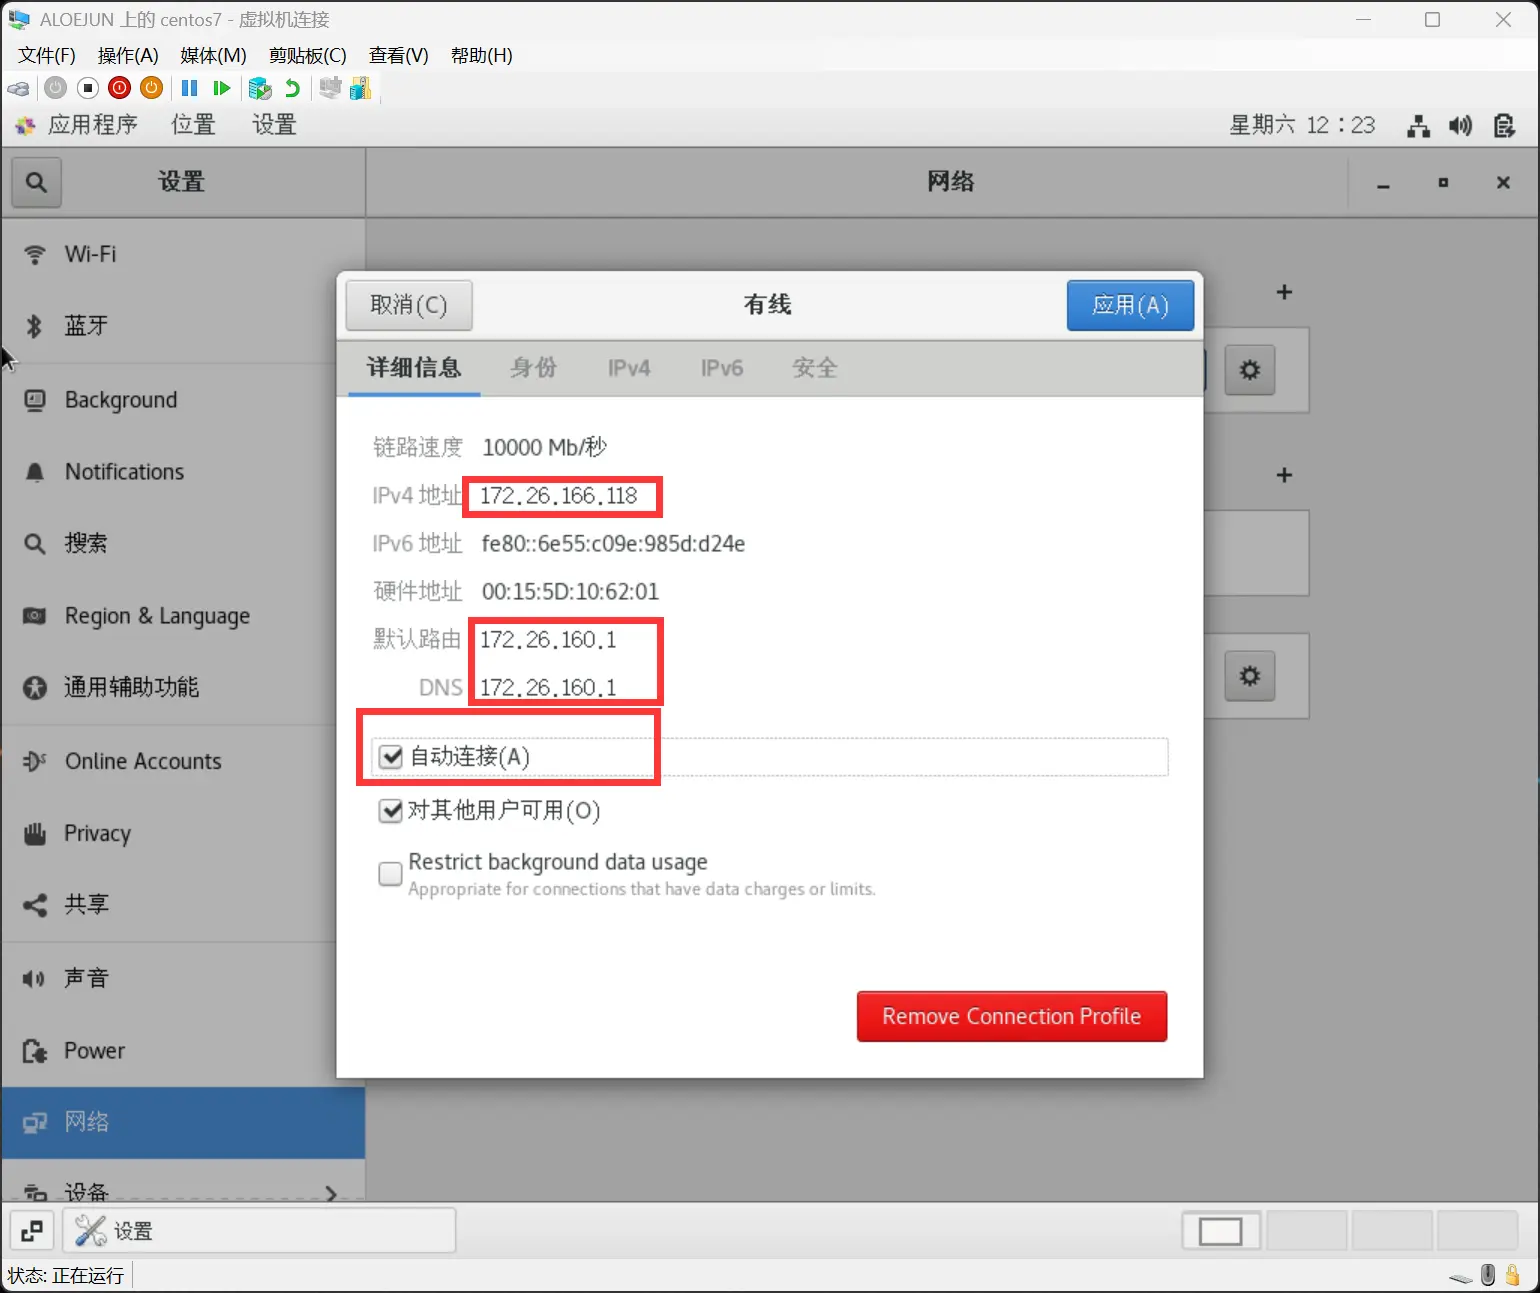 ALOEJUN 上的 centos7 - 虚拟机连接
文件(F) 操作(A) 媒体(M) 剪贴板(C) 查看(V) 帮助(H)
应用程序 位置 设置 星期六 12：23
设置 网络
Wi-Fi
蓝牙
Background
Notifications
搜索
Region & Language
通用辅助功能
Online Accounts
Privacy
共享
声音
Power
网络
设备
取消(C) 有线 应用(A)
详细信息 身份 IPv4 IPv6 安全
链路速度 10000 Mb/秒
IPv4 地址 172.26.166.118
IPv6 地址 fe80::6e55:c09e:985d:d24e
硬件地址 00:15:5D:10:62:01
默认路由 172.26.160.1
DNS 172.26.160.1
自动连接(A)
对其他用户可用(O)
Restrict background data usage
Appropriate for connections that have data charges or limits.
Remove Connection Profile
设置
状态: 正在运行